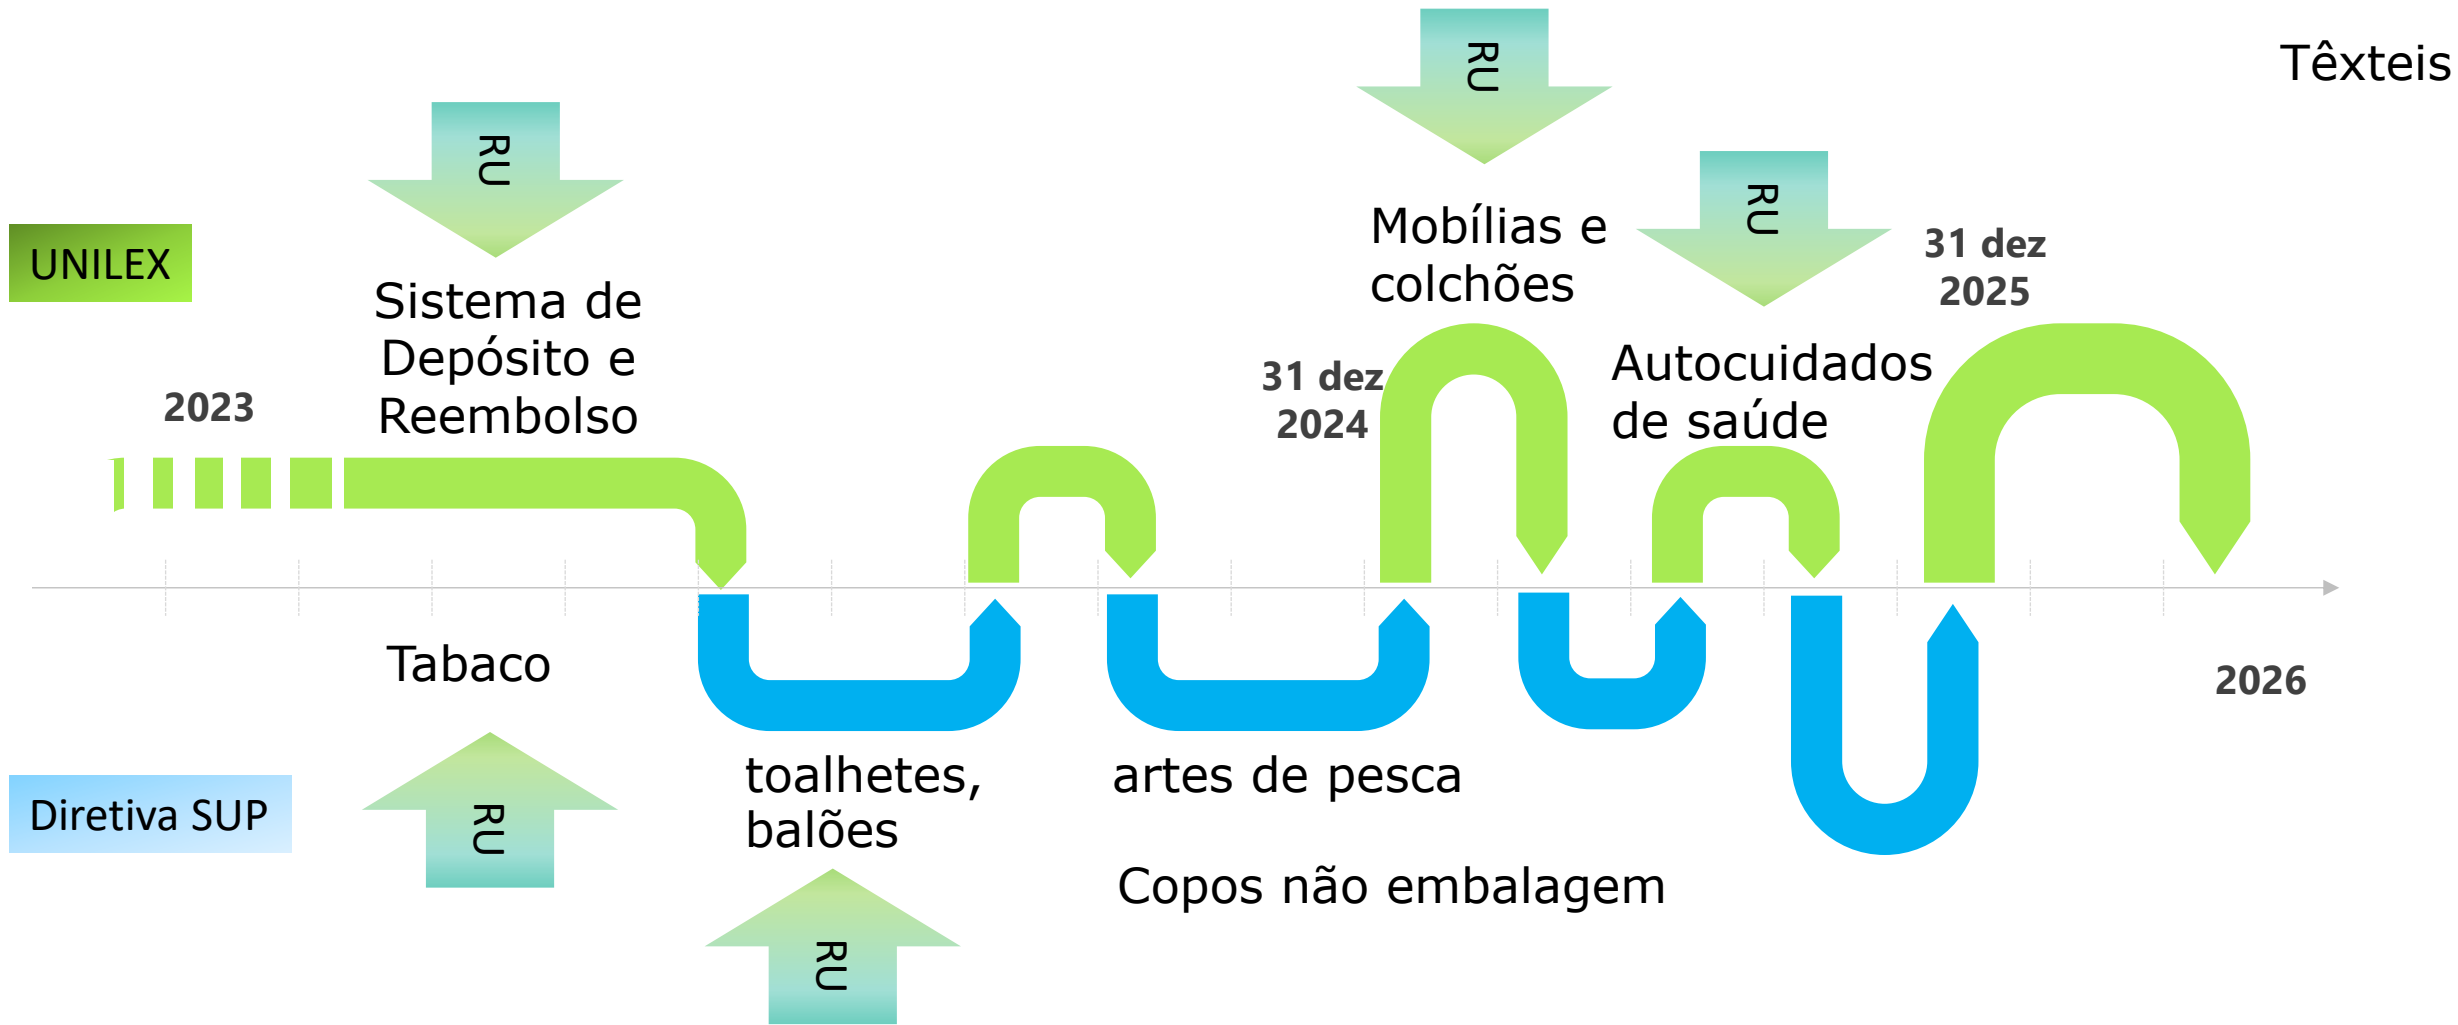 RU
Têxteis
RU
RU
UNILEX
Mobílias e
colchões
31 dez
2025
Sistema de
Depósito e
Reembolso
2023
31 dez
2024
Autocuidados
de saúde
Tabaco
2026
Diretiva SUP
RU
toalhetes,
balões
artes de pesca
Copos não embalagem
RU